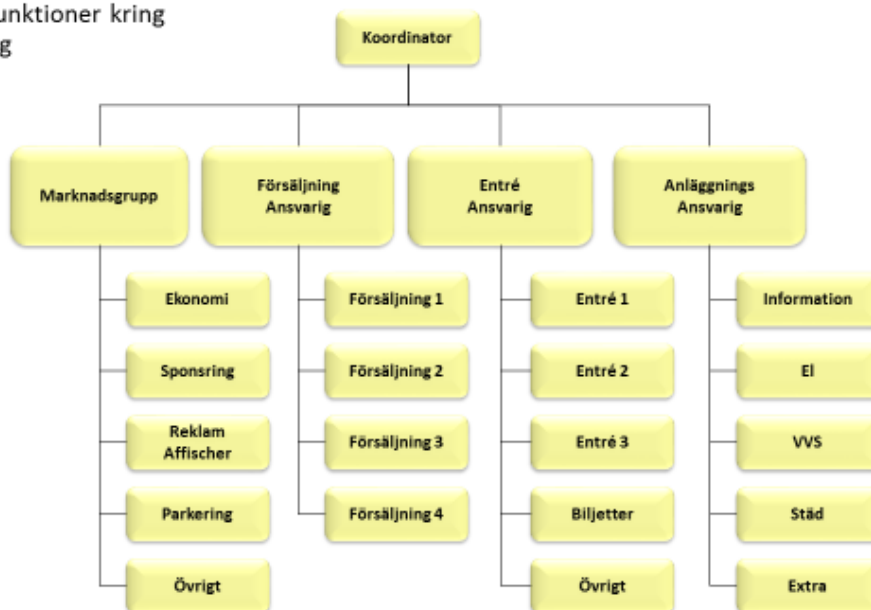 unktioner kring
g
Koordinator
Marknadsgrupp
Försäljning
Ansvarig
Entré
Ansvarig
Anläggnings
Ansvarig
Ekonomi
Sponsring
Reklam
Affischer
Parkering
Övrigt
Försäljning 1
Försäljning 2
Försäljning 3
Försäljning 4
Entré 1
Entré 2
Entré 3
Biljetter
Övrigt
Information
El
VVS
Städ
Extra